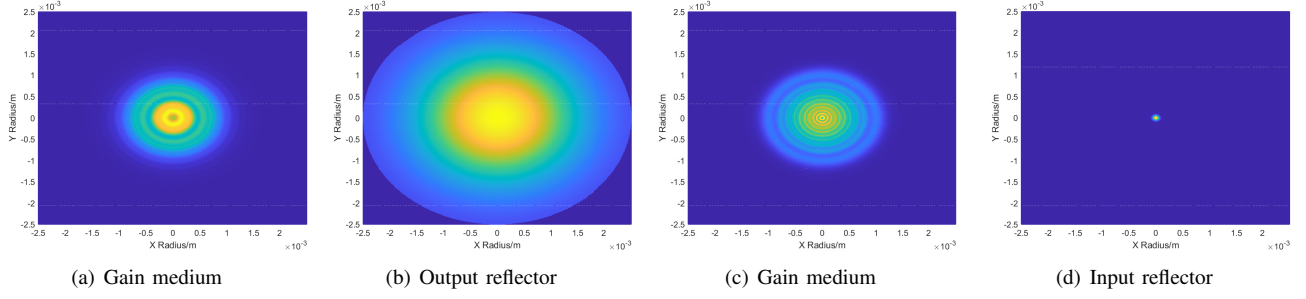 ×10⁻³ ×10⁻³ ×10⁻³ ×10⁻³
2.5 2.5 2.5 2.5
2 2 2 2
1.5 1.5 1.5 1.5
1 1 1 1
0.5 0.5 0.5 0.5
Y Radius/m Y Radius/m Y Radius/m Y Radius/m
0 0 0 0
-0.5 -0.5 -0.5 -0.5
-1 -1 -1 -1
-1.5 -1.5 -1.5 -1.5
-2 -2 -2 -2
-2.5 -2.5 -2.5 -2.5
-2.5 -2 -1.5 -1 -0.5 0 0.5 1 1.5 2 2.5 -2.5 -2 -1.5 -1 -0.5 0 0.5 1 1.5 2 2.5 -2.5 -2 -1.5 -1 -0.5 0 0.5 1 1.5 2 2.5 -2.5 -2 -1.5 -1 -0.5 0 0.5 1 1.5 2 2.5
X Radius/m ×10⁻³ X Radius/m ×10⁻³ X Radius/m ×10⁻³ X Radius/m ×10⁻³
(a) Gain medium (b) Output reflector (c) Gain medium (d) Input reflector